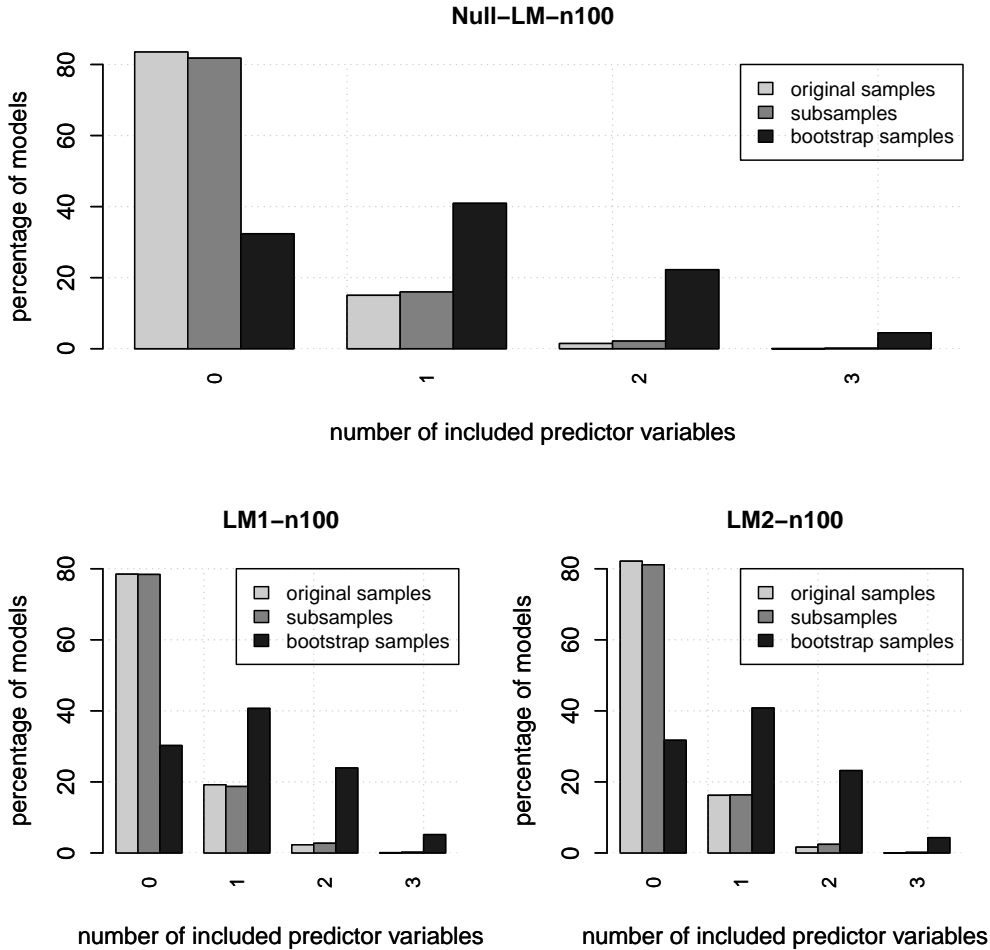 Null−LM−n100
percentage of models
80
60
40
20
0
original samples
subsamples
bootstrap samples
0
1
2
3
number of included predictor variables
LM1−n100
percentage of models
80
60
40
20
0
original samples
subsamples
bootstrap samples
0
1
2
3
number of included predictor variables
LM2−n100
percentage of models
80
60
40
20
0
original samples
subsamples
bootstrap samples
0
1
2
3
number of included predictor variables